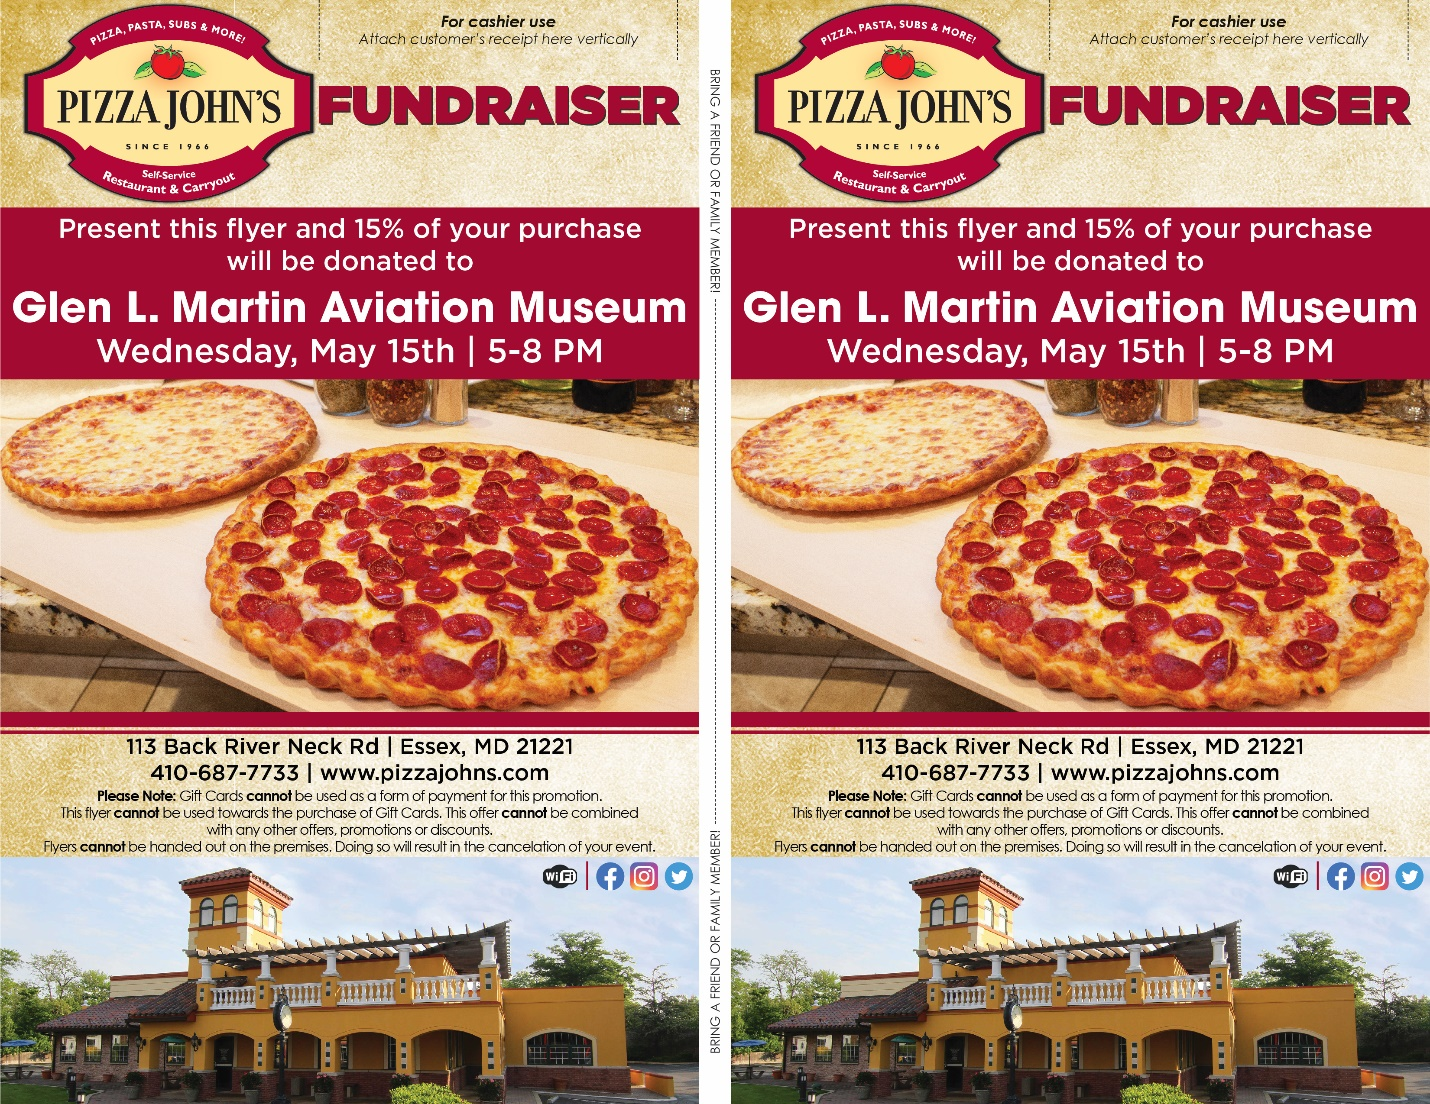 PIZZA, PASTA, SUBS & MORE!
PIZZA JOHN'S
SINCE 1966
Self-Service
Restaurant & Carryout
For cashier use
Attach customer's receipt here vertically
FUNDRAISER
Present this flyer and 15% of your purchase
will be donated to
Glen L. Martin Aviation Museum
Wednesday, May 15th | 5-8 PM
113 Back River Neck Rd | Essex, MD 21221
410-687-7733 | www.pizzajohns.com
Please Note: Gift Cards cannot be used as a form of payment for this promotion.
This flyer cannot be used towards the purchase of Gift Cards. This offer cannot be combined
with any other offers, promotions or discounts.
Flyers cannot be handed out on the premises. Doing so will result in the cancelation of your event.
WiFi
BRING A FRIEND OR FAMILY MEMBER!
BRING A FRIEND OR FAMILY MEMBER!
PIZZA, PASTA, SUBS & MORE!
PIZZA JOHN'S
SINCE 1966
Self-Service
Restaurant & Carryout
For cashier use
Attach customer's receipt here vertically
FUNDRAISER
Present this flyer and 15% of your purchase
will be donated to
Glen L. Martin Aviation Museum
Wednesday, May 15th | 5-8 PM
113 Back River Neck Rd | Essex, MD 21221
410-687-7733 | www.pizzajohns.com
Please Note: Gift Cards cannot be used as a form of payment for this promotion.
This flyer cannot be used towards the purchase of Gift Cards. This offer cannot be combined
with any other offers, promotions or discounts.
Flyers cannot be handed out on the premises. Doing so will result in the cancelation of your event.
WiFi